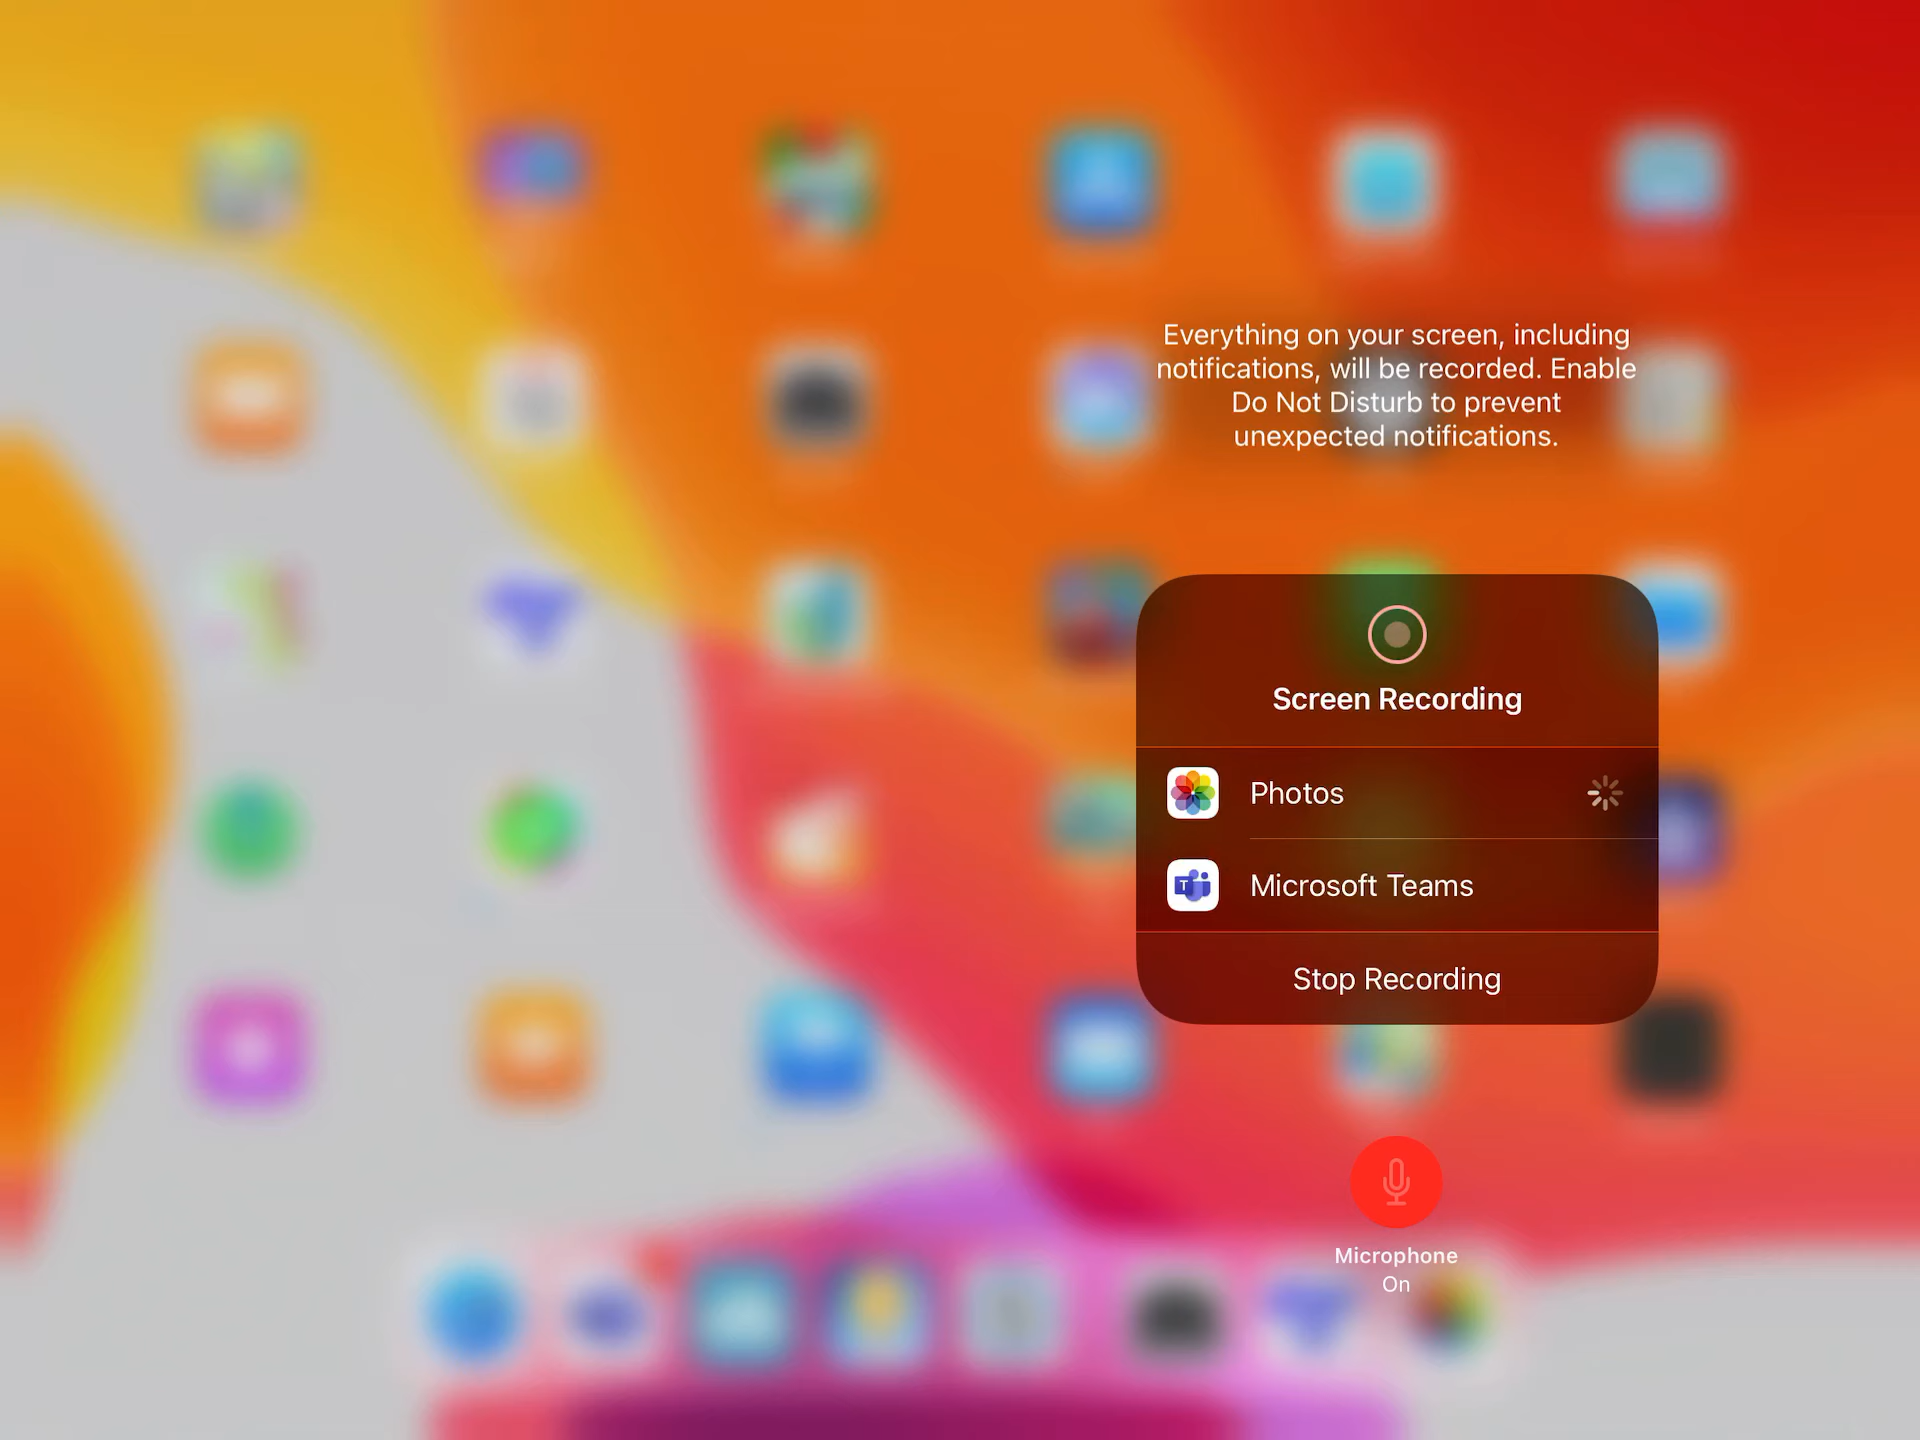 Everything on your screen, including
notifications, will be recorded. Enable
Do Not Disturb to prevent
unexpected notifications.
Screen Recording
Photos
Microsoft Teams
Stop Recording
Microphone
On